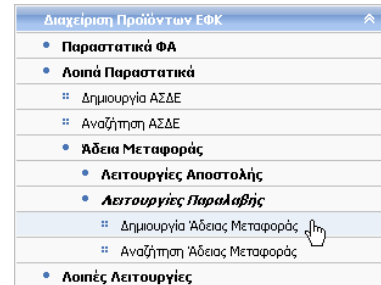 Διαχείριση Προϊόντων ΕΦΚ
Παραστατικά ΦΑ
Λοιπά Παραστατικά
Δημιουργία ΑΣΔΕ
Αναζήτηση ΑΣΔΕ
Άδεια Μεταφοράς
Λειτουργίες Αποστολής
Λειτουργίες Παραλαβής
Δημιουργία Άδειας Μεταφοράς
Αναζήτηση Άδειας Μεταφοράς
Λοιπές Λειτουργίες